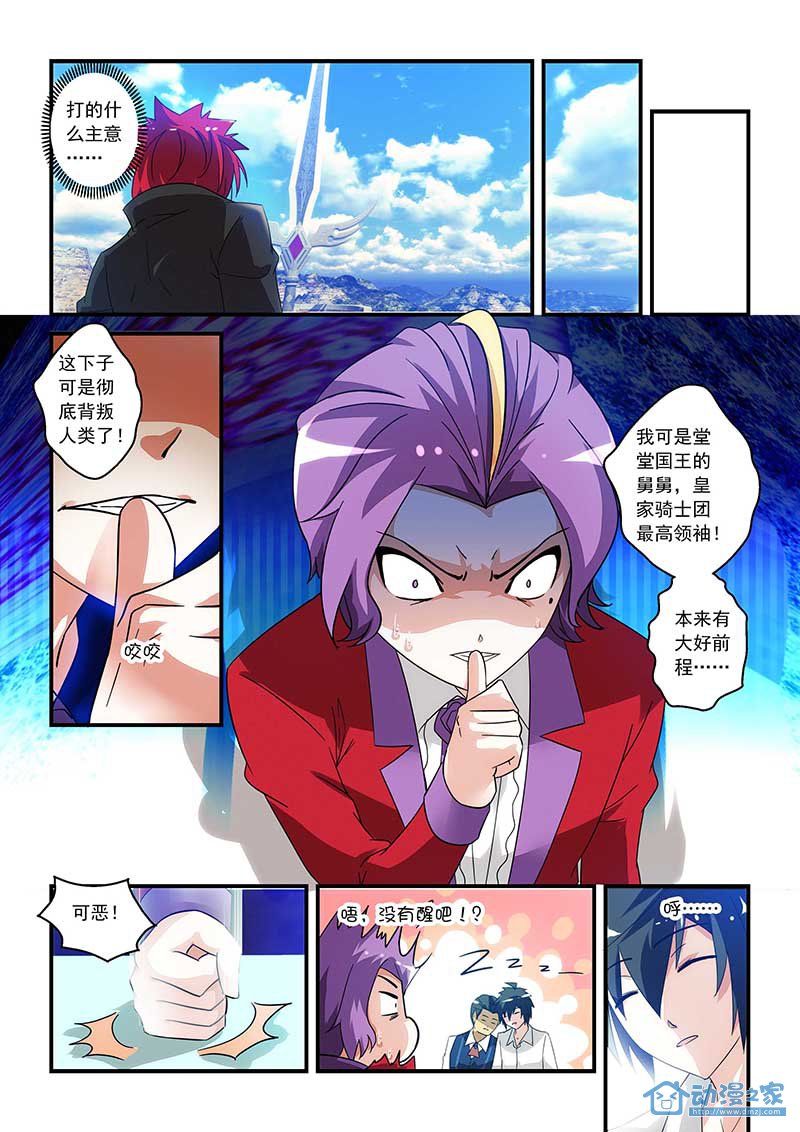 打的什
么主意
……
这下子
可是彻
底背叛
人类了！
咬咬
我可是堂
堂国王的
舅舅，皇
家骑士团
最高领袖！
本来有
大好前
程……
可恶！
唔，没有醒吧！？
ZZZ...
呼……
动漫之家
http://www.dmzj.com